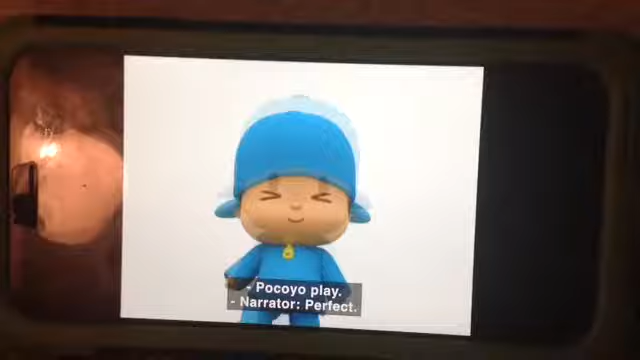 - Pocoyo play.
- Narrator: Perfect.